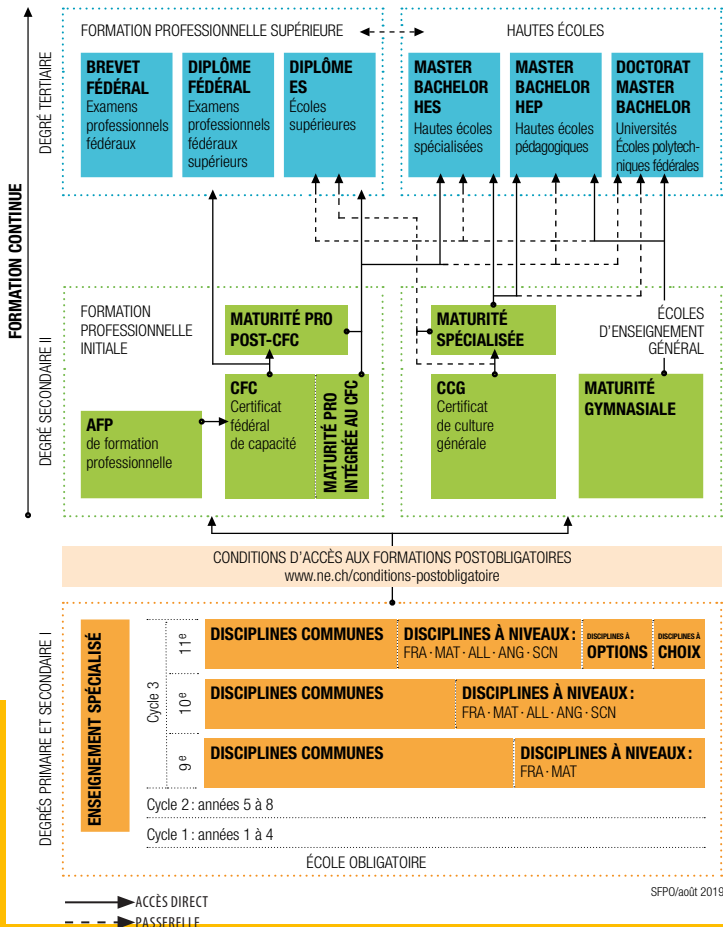 FORMATION PROFESSIONNELLE SUPÉRIEURE
HAUTES ÉCOLES
DEGRÉ TERTIAIRE
BREVET
FÉDÉRAL
Examens
professionnels
fédéraux
DIPLÔME
FÉDÉRAL
Examens
professionnels
fédéraux
supérieurs
DIPLÔME
ES
Écoles
supérieures
MASTER
BACHELOR
HES
Hautes écoles
spécialisées
MASTER
BACHELOR
HEP
Hautes écoles
pédagogiques
DOCTORAT
MASTER
BACHELOR
Universités
Écoles polytech-
niques fédérales
FORMATION CONTINUE
DEGRÉ SECONDAIRE II
FORMATION
PROFESSIONNELLE
INITIALE
MATURITÉ PRO
POST-CFC
MATURITÉ
SPÉCIALISÉE
ÉCOLES
D'ENSEIGNEMENT
GÉNÉRAL
AFP
de formation
professionnelle
CFC
Certificat
fédéral
de capacité
MATURITÉ PRO
INTÉGRÉE AU CFC
CCG
Certificat
de culture
générale
MATURITÉ
GYMNASIALE
CONDITIONS D'ACCÈS AUX FORMATIONS POSTOBLIGATOIRES
www.ne.ch/conditions-postobligatoire
DEGRÉS PRIMAIRE ET SECONDAIRE I
ENSEIGNEMENT SPÉCIALISÉ
Cycle 3
11e
DISCIPLINES COMMUNES
DISCIPLINES À NIVEAUX :
FRA · MAT · ALL · ANG · SCN
DISCIPLINES À
OPTIONS
DISCIPLINES À
CHOIX
10e
DISCIPLINES COMMUNES
DISCIPLINES À NIVEAUX :
FRA · MAT · ALL · ANG · SCN
9e
DISCIPLINES COMMUNES
DISCIPLINES À NIVEAUX :
FRA · MAT
Cycle 2 : années 5 à 8
Cycle 1 : années 1 à 4
ÉCOLE OBLIGATOIRE
SFPO/août 2019
ACCÈS DIRECT
PASSERELLE